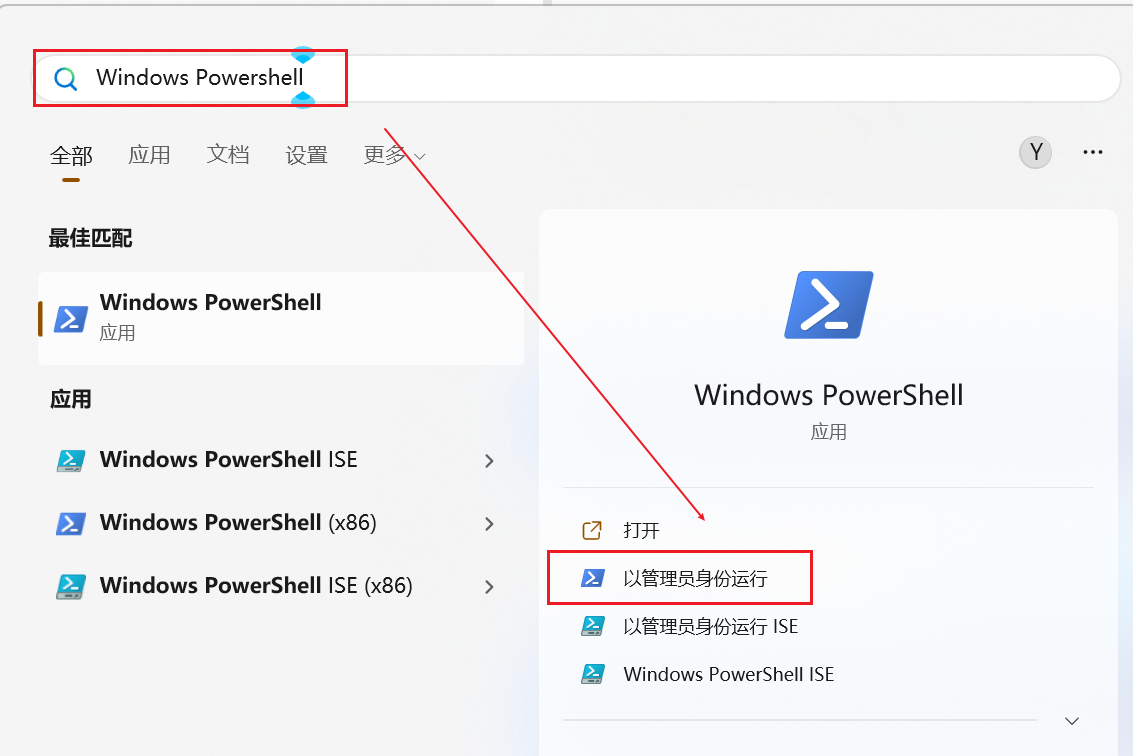 Windows Powershell
全部 应用 文档 设置 更多
Y
最佳匹配
Windows PowerShell
应用
应用
Windows PowerShell ISE
Windows PowerShell (x86)
Windows PowerShell ISE (x86)
Windows PowerShell
应用
打开
以管理员身份运行
以管理员身份运行 ISE
Windows PowerShell ISE